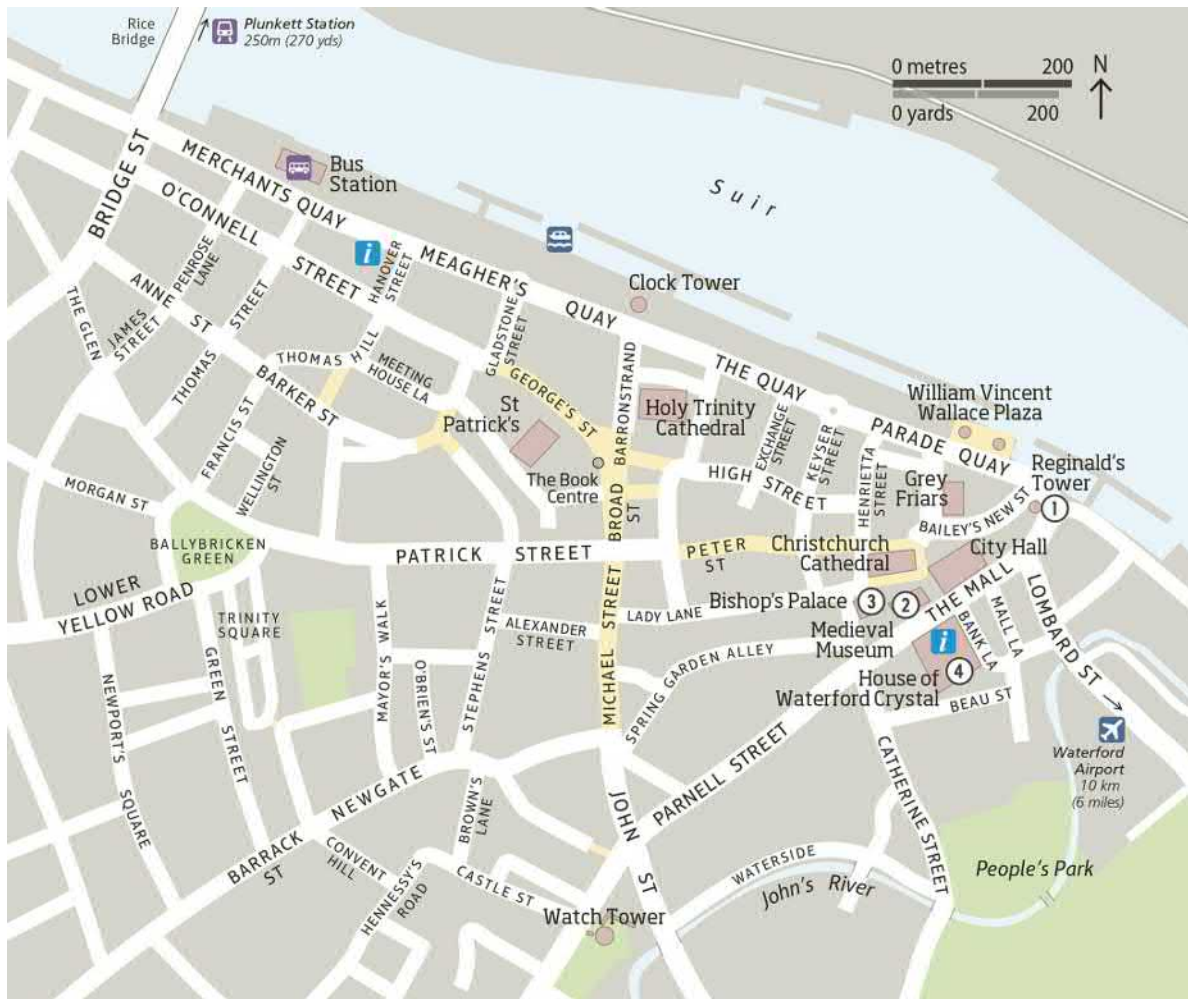 Rice
Bridge
Plunkett Station
250m (270 yds)
0 metres 200
0 yards 200
N
Suir
BRIDGE ST
MERCHANTS QUAY
Bus
Station
O'CONNELL
STREET
i
HANOVER
STREET
MEAGHER'S
QUAY
Clock Tower
PENROSE
LANE
ANNE
ST
JAMES
STREET
THE GLEN
THOMAS
STREET
THOMAS
HILL
MEETING
HOUSE LA
GLADSTONE
STREET
GEORGE'S ST
BARRONSTRAND
THE QUAY
William Vincent
Wallace Plaza
PARADE QUAY
BARKER ST
St
Patrick's
Holy Trinity
Cathedral
EXCHANGE
STREET
KEYSER
STREET
HENRIETTA
STREET
Grey
Friars
Reginald's
Tower
1
FRANCIS ST
WELLINGTON
ST
The Book
Centre
BROAD
ST
HIGH STREET
BAILEY'S NEW ST
MORGAN ST
BALLYBRICKEN
GREEN
PATRICK STREET
PETER
ST
Christchurch
Cathedral
City Hall
LOWER
YELLOW ROAD
TRINITY
SQUARE
MAYOR'S WALK
STEPHENS STREET
ALEXANDER
STREET
MICHAEL STREET
LADY LANE
Bishop's Palace
3
2
Medieval
Museum
THE MALL
LOMBARD ST
MALL LA
BANK LA
i
House of
Waterford Crystal
4
BEAU ST
SPRING GARDEN ALLEY
O'BRIEN'S ST
GREEN
STREET
NEWPORT'S
SQUARE
Waterford
Airport
10 km
(6 miles)
NEWGATE
BARRACK
ST
BROWN'S
LANE
JOHN
ST
PARNELL STREET
CATHERINE STREET
CONVENT
HILL
HENNESSY'S
ROAD
CASTLE ST
WATERSIDE
John's River
People's Park
Watch Tower